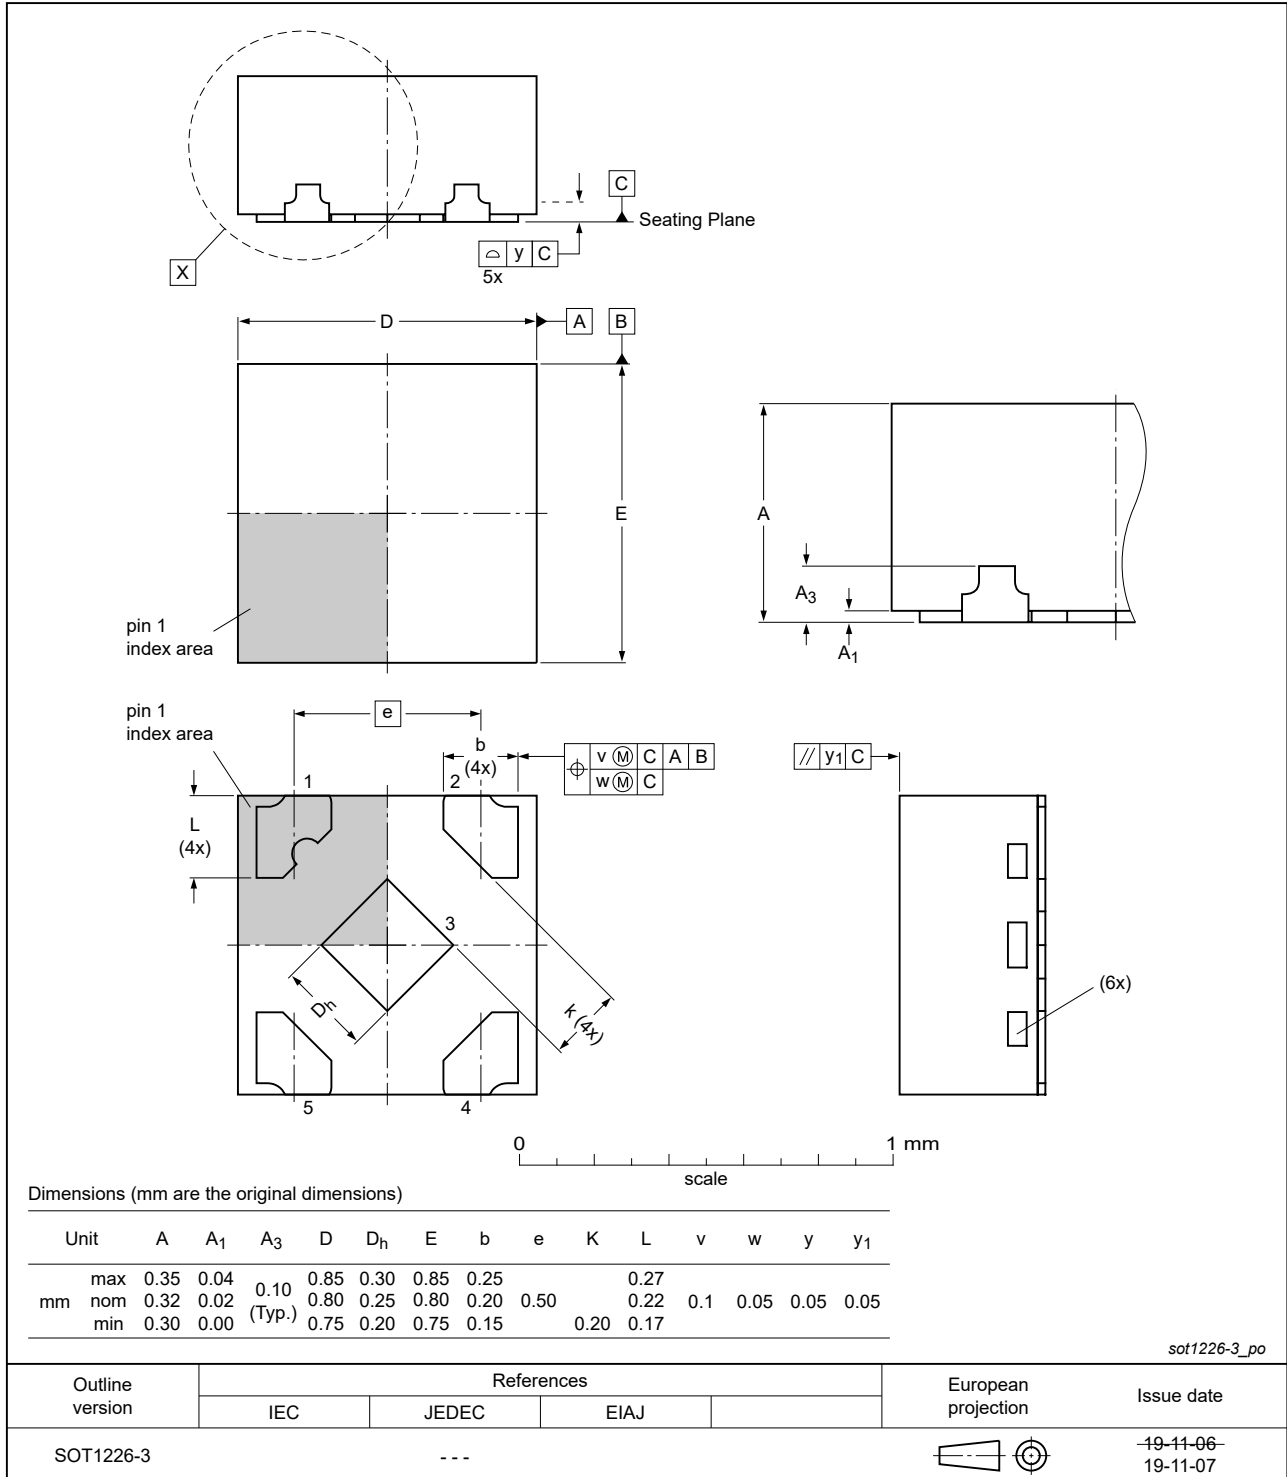 C
Seating Plane
⌓ y C
5x
X
D
A
B
E
pin 1
index area
A
A3
A1
pin 1
index area
e
b
(4x)
⌖ v Ⓜ C A B
w Ⓜ C
// y1 C
1
2
L
(4x)
3
Dh
k (4x)
(6x)
5
4
0
1 mm
scale
Dimensions (mm are the original dimensions)
Unit A A1 A3 D Dh E b e K L v w y y1
max 0.35 0.04 0.85 0.30 0.85 0.25 0.27
mm nom 0.32 0.02 0.10 (Typ.) 0.80 0.25 0.80 0.20 0.50 0.22 0.1 0.05 0.05 0.05
min 0.30 0.00 0.75 0.20 0.75 0.15 0.20 0.17
sot1226-3_po
Outline
version
References
European
projection
Issue date
IEC JEDEC EIAJ
SOT1226-3
- - -
19-11-06
19-11-07